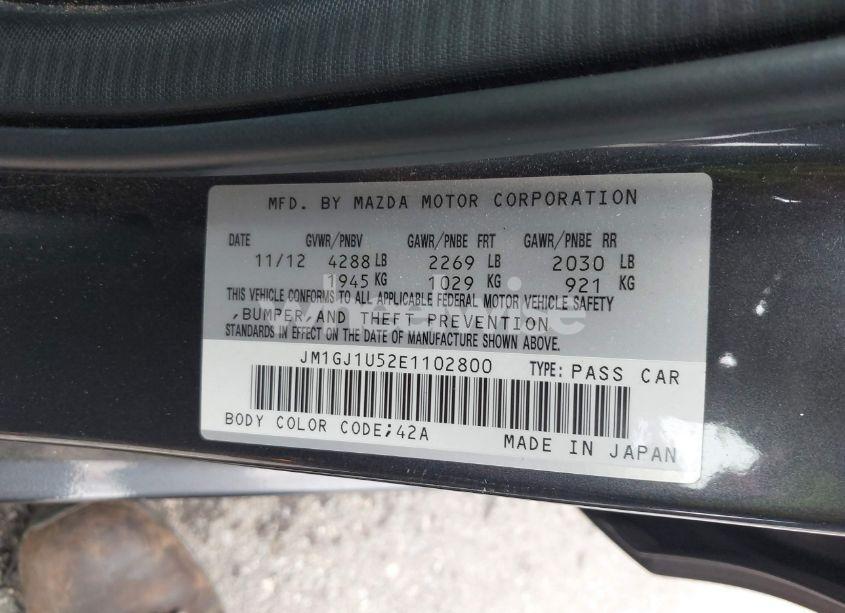 MFD. BY MAZDA MOTOR CORPORATION
DATE GVWR/PNBV GAWR/PNBE FRT GAWR/PNBE RR
11/12 4288 LB 2269 LB 2030 LB
1945 KG 1029 KG 921 KG
THIS VEHICLE CONFORMS TO ALL APPLICABLE FEDERAL MOTOR VEHICLE SAFETY
,BUMPER,AND THEFT PREVENTION
STANDARDS IN EFFECT ON THE DATE OF MANUFACTURE SHOWN ABOVE.
JM1GJ1U52E1102800 TYPE: PASS CAR
BODY COLOR CODE;42A MADE IN JAPAN
wheelwise